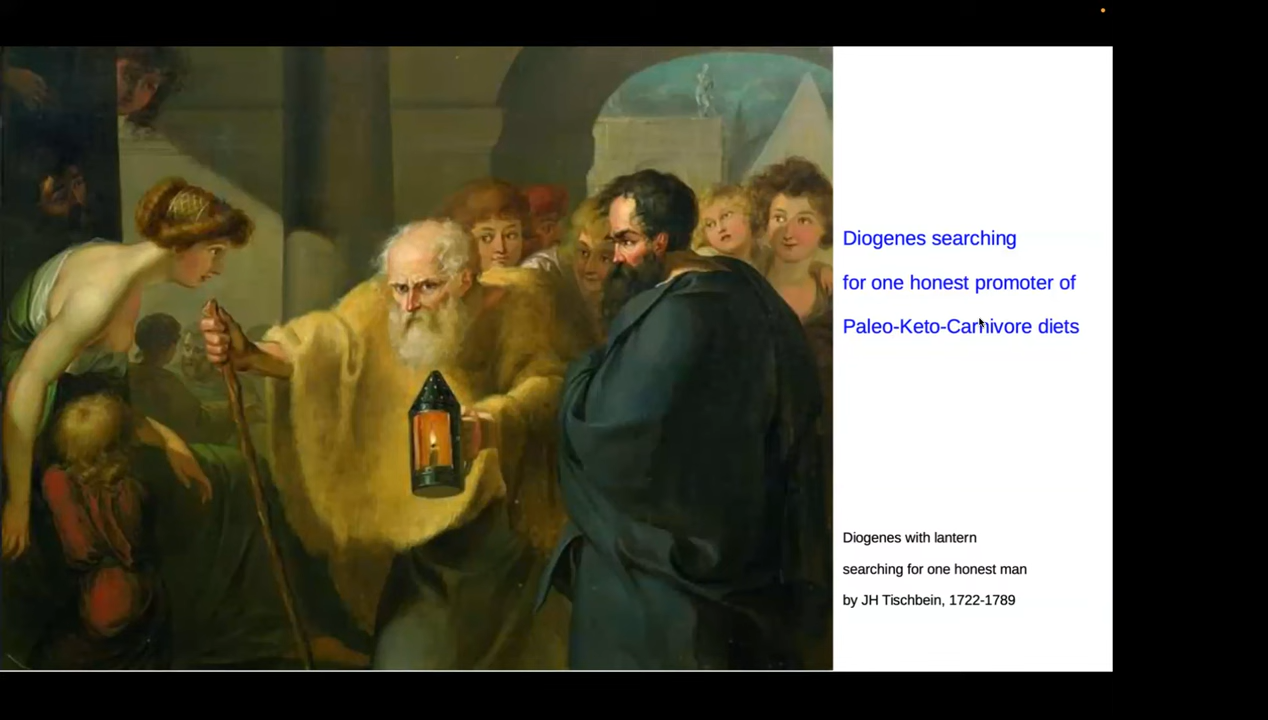 Diogenes searching
for one honest promoter of
Paleo-Keto-Carnivore diets
Diogenes with lantern
searching for one honest man
by JH Tischbein, 1722-1789